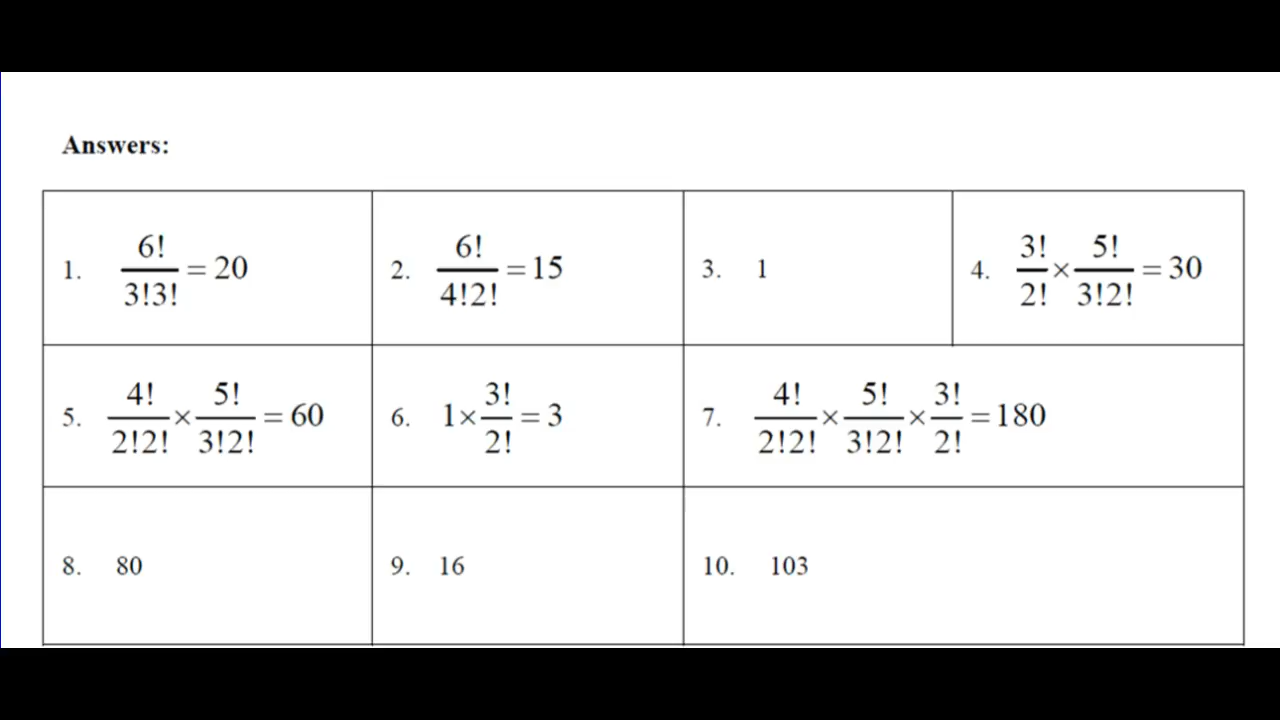 Answers:
1. 6!/3!3! = 20
2. 6!/4!2! = 15
3. 1
4. 3!/2! × 5!/3!2! = 30
5. 4!/2!2! × 5!/3!2! = 60
6. 1 × 3!/2! = 3
7. 4!/2!2! × 5!/3!2! × 3!/2! = 180
8. 80
9. 16
10. 103